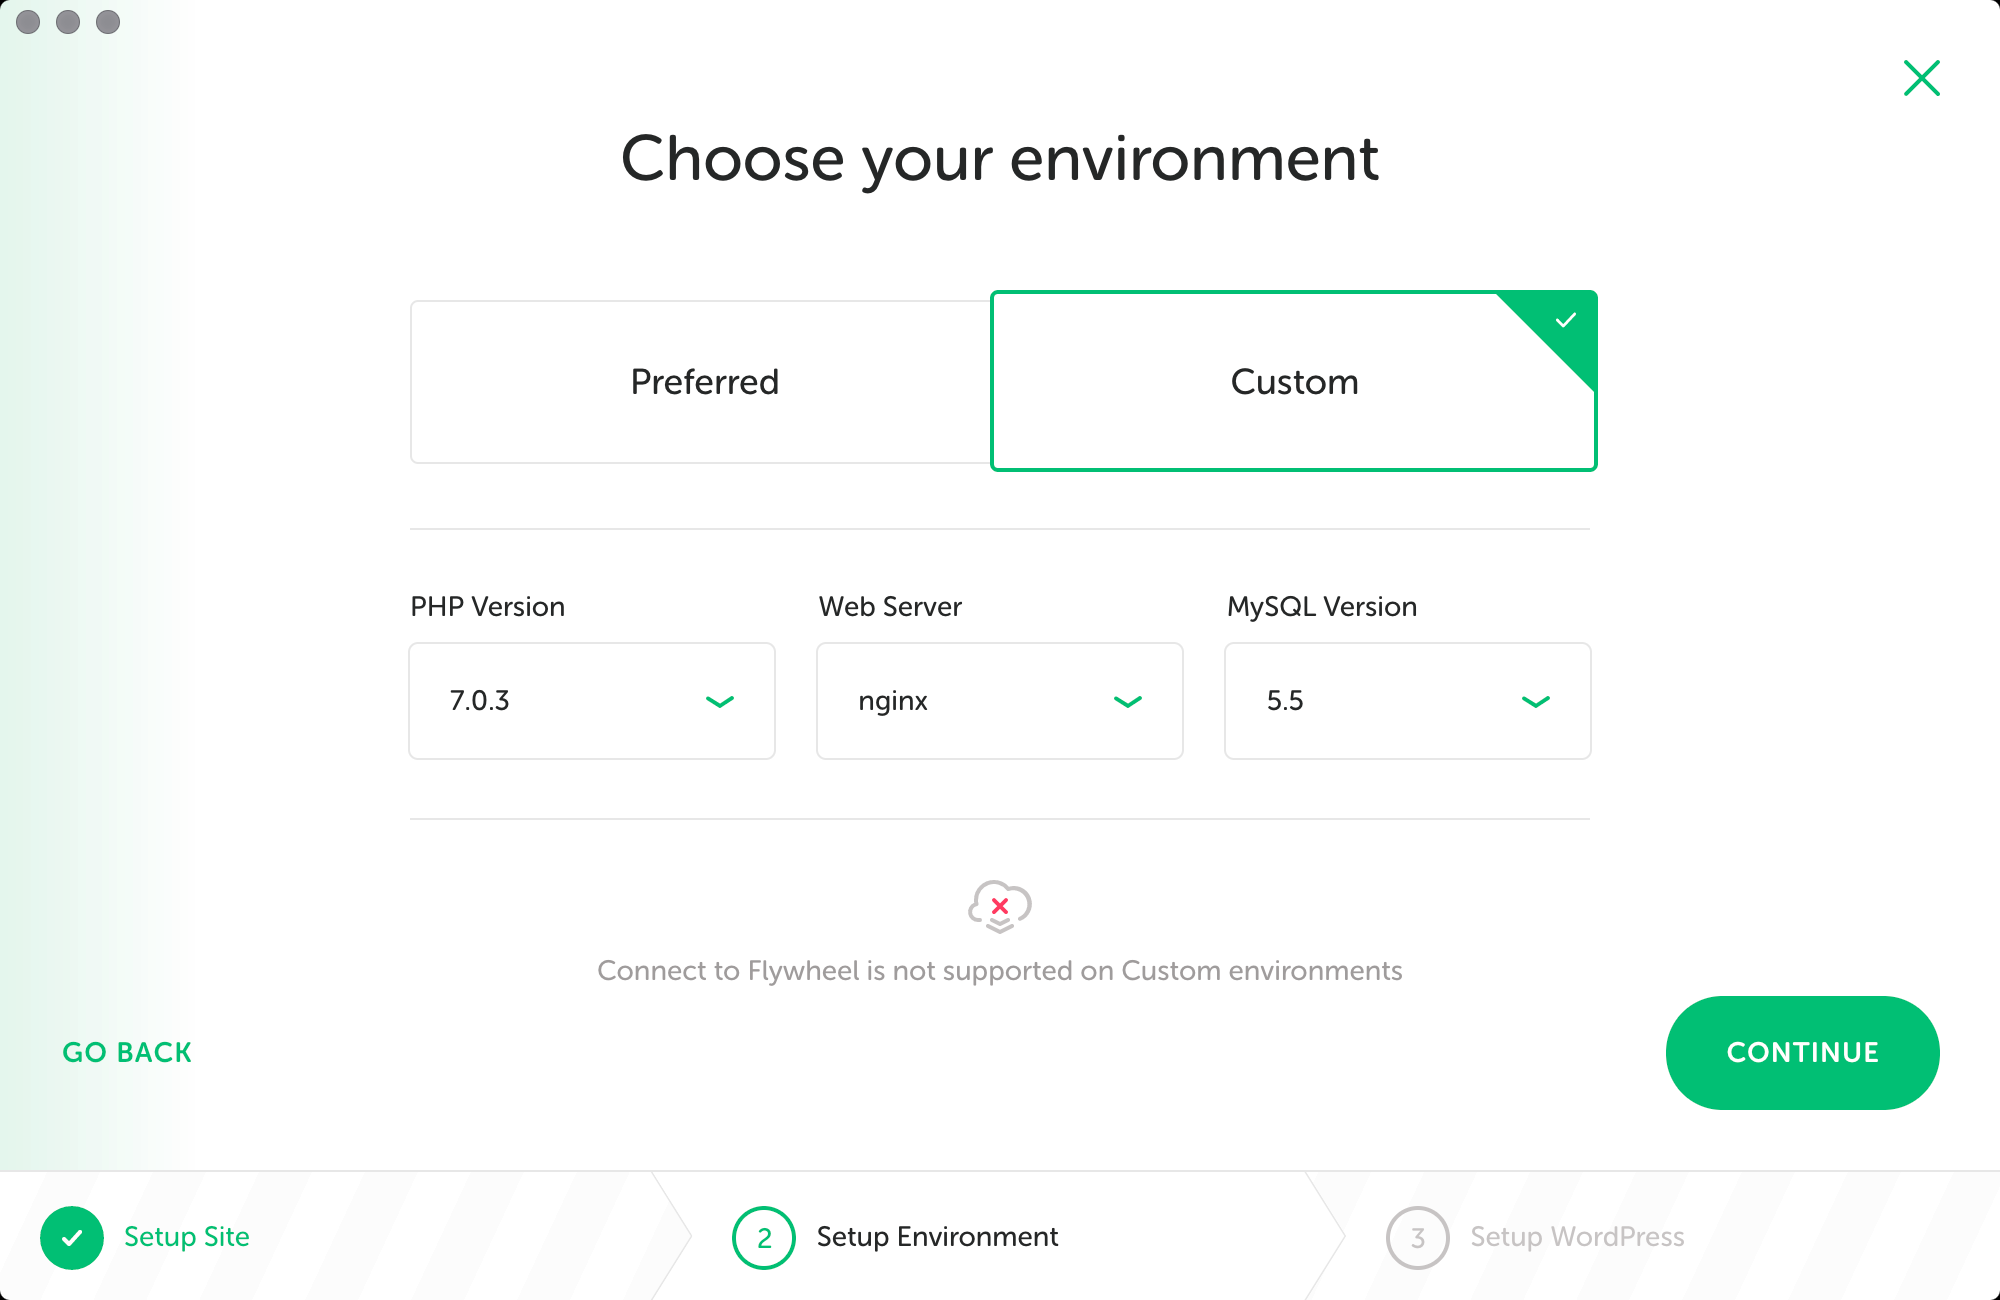 Choose your environment
Preferred
Custom
PHP Version
Web Server
MySQL Version
7.0.3
nginx
5.5
Connect to Flywheel is not supported on Custom environments
GO BACK
CONTINUE
Setup Site
2
Setup Environment
3
Setup WordPress